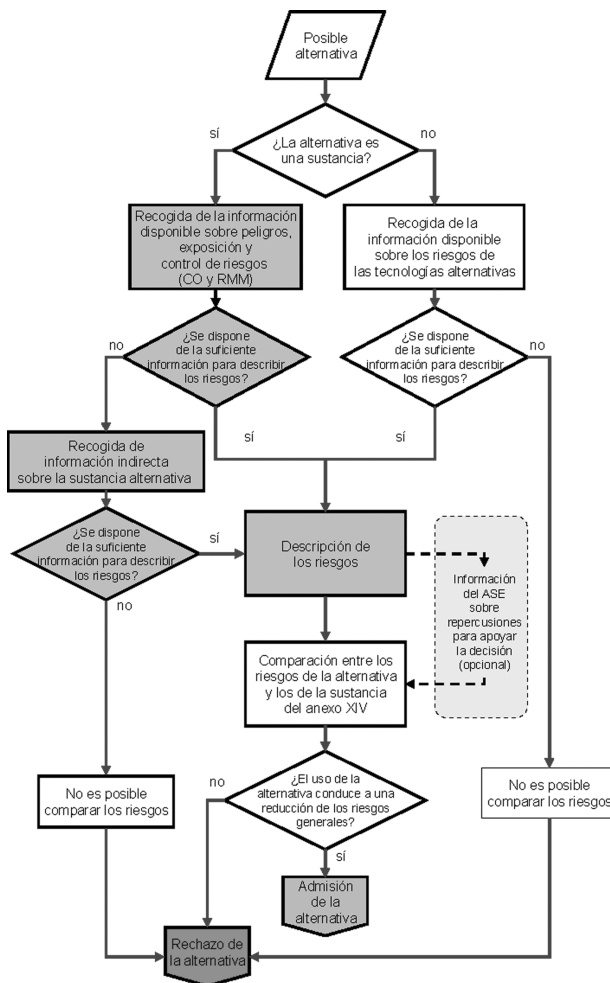 Posible
alternativa
sí
no
¿La alternativa es
una sustancia?
Recogida de la información
disponible sobre peligros,
exposición y
control de riesgos
(CO y RMM)
Recogida de la
información disponible
sobre los riesgos de
las tecnologías alternativas
no
¿Se dispone
de la suficiente
información para describir
los riesgos?
¿Se dispone
de la suficiente
información para describir
los riesgos?
no
sí
sí
Recogida de
información indirecta
sobre la sustancia alternativa
¿Se dispone
de la suficiente
información para describir
los riesgos?
sí
no
Descripción de
los riesgos
Información
del ASE
sobre
repercusiones
para apoyar
la decisión
(opcional)
Comparación entre los
riesgos de la alternativa
y los de la sustancia
del anexo XIV
No es posible
comparar los riesgos
no
¿El uso de la
alternativa conduce a una
reducción de los riesgos
generales?
sí
No es posible
comparar los riesgos
Admisión
de la
alternativa
Rechazo de
la alternativa